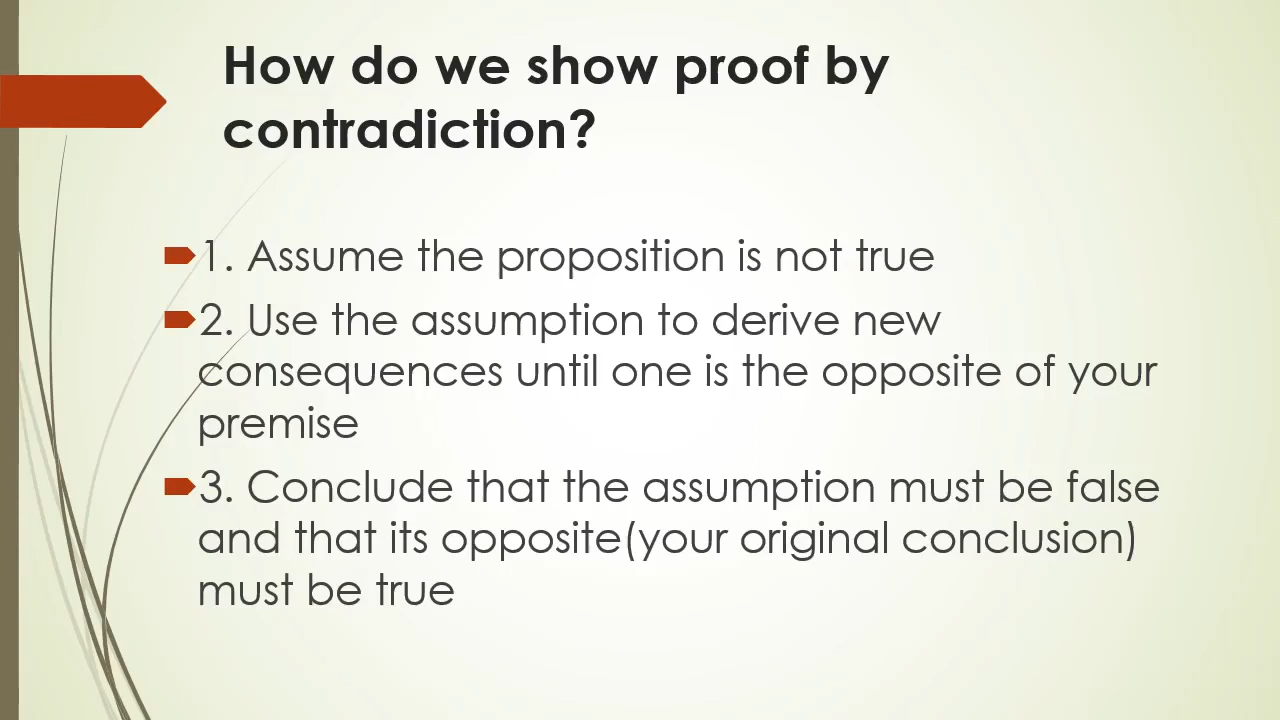 How do we show proof by
contradiction?
1. Assume the proposition is not true
2. Use the assumption to derive new
consequences until one is the opposite of your
premise
3. Conclude that the assumption must be false
and that its opposite(your original conclusion)
must be true